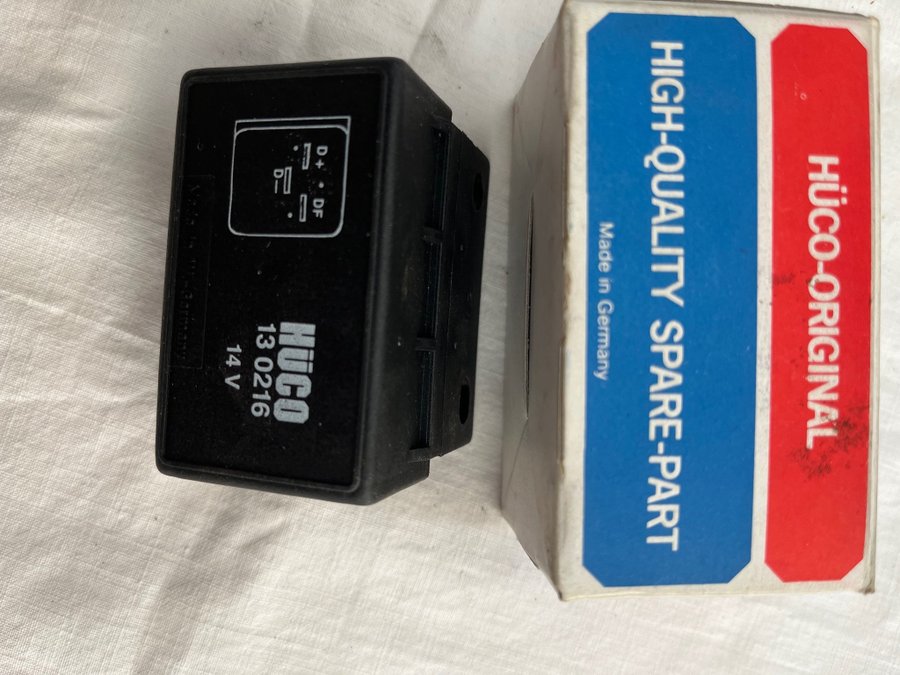 D+
DF
D–
HÜCO
13 0216
14 V
HÜCO-ORIGINAL
HIGH-QUALITY SPARE-PART
Made in Germany